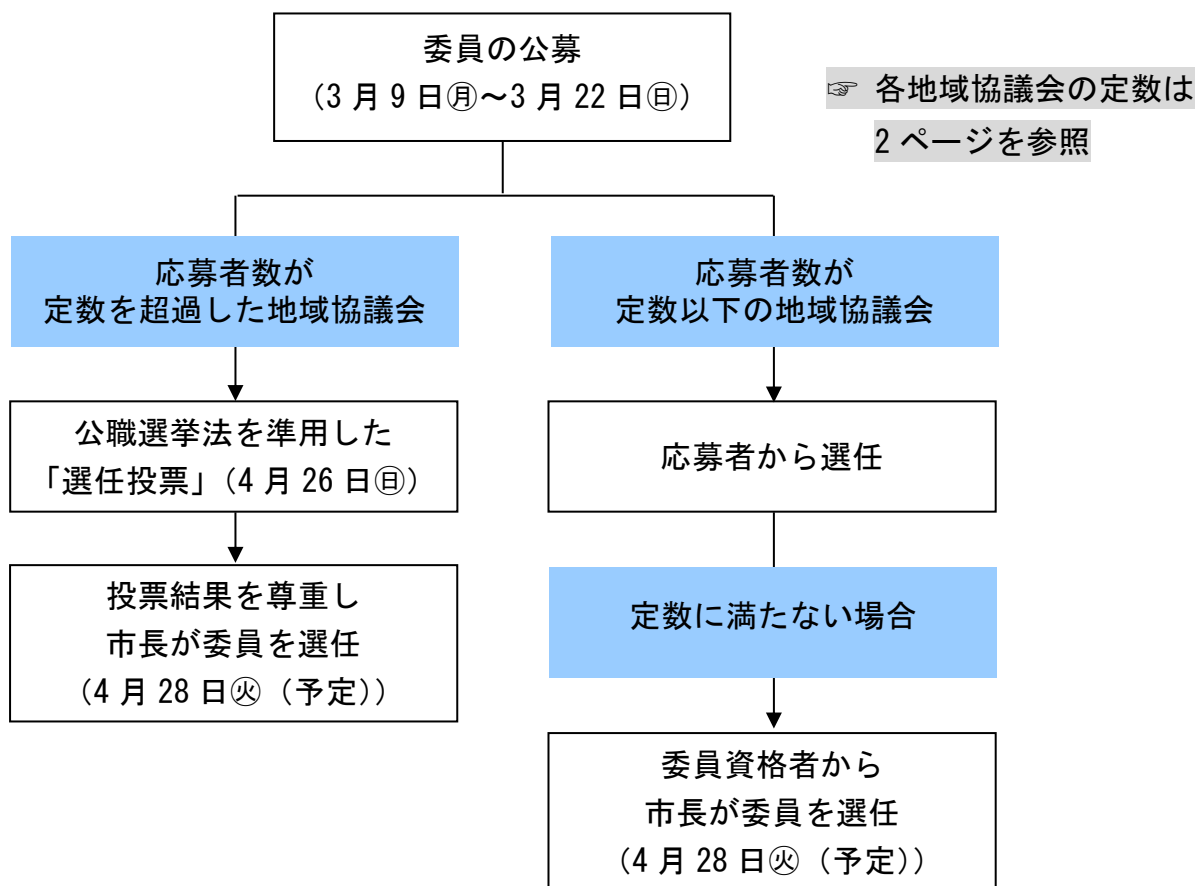 委員の公募
（3 月 9 日㊊～3 月 22 日㊐）
☞ 各地域協議会の定数は
2 ページを参照
応募者数が
定数を超過した地域協議会
応募者数が
定数以下の地域協議会
公職選挙法を準用した
「選任投票」（4 月 26 日㊐）
応募者から選任
投票結果を尊重し
市長が委員を選任
（4 月 28 日㊋（予定））
定数に満たない場合
委員資格者から
市長が委員を選任
（4 月 28 日㊋（予定））